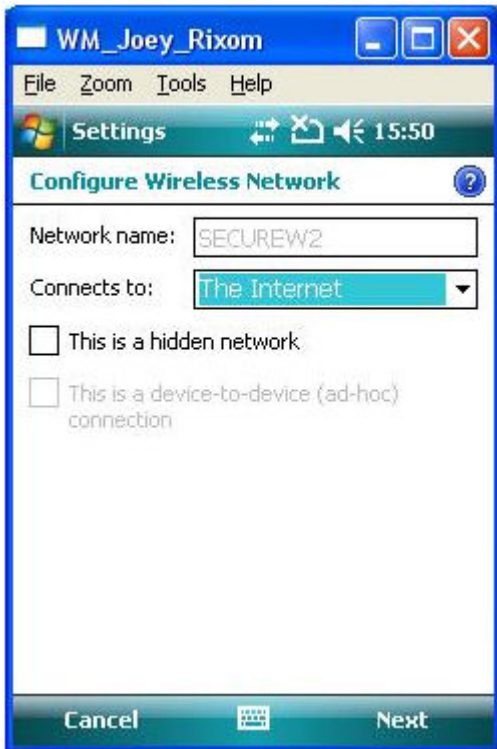 WM_Joey_Rixom
File Zoom Tools Help
Settings 15:50
Configure Wireless Network ?
Network name: SECUREW2
Connects to: The Internet
This is a hidden network
This is a device-to-device (ad-hoc)
connection
Cancel Next